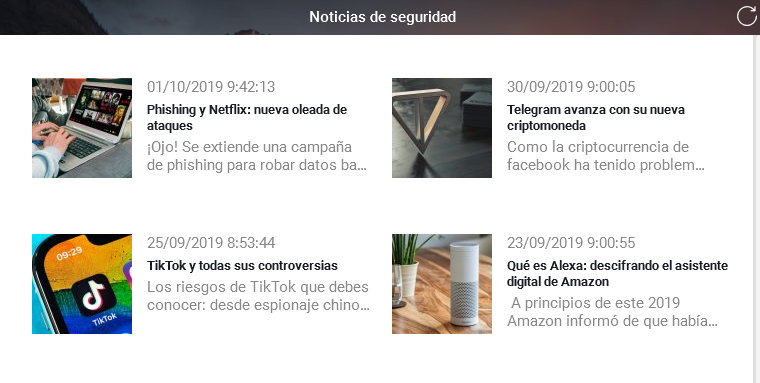 Noticias de seguridad
01/10/2019 9:42:13
Phishing y Netflix: nueva oleada de
ataques
¡Ojo! Se extiende una campaña
de phishing para robar datos ba...
30/09/2019 9:00:05
Telegram avanza con su nueva
criptomoneda
Como la criptocurrencia de
facebook ha tenido problem...
09:29
TikTok
25/09/2019 8:53:44
TikTok y todas sus controversias
Los riesgos de TikTok que debes
conocer: desde espionaje chino...
23/09/2019 9:00:55
Qué es Alexa: descifrando el asistente
digital de Amazon
A principios de este 2019
Amazon informó de que había...